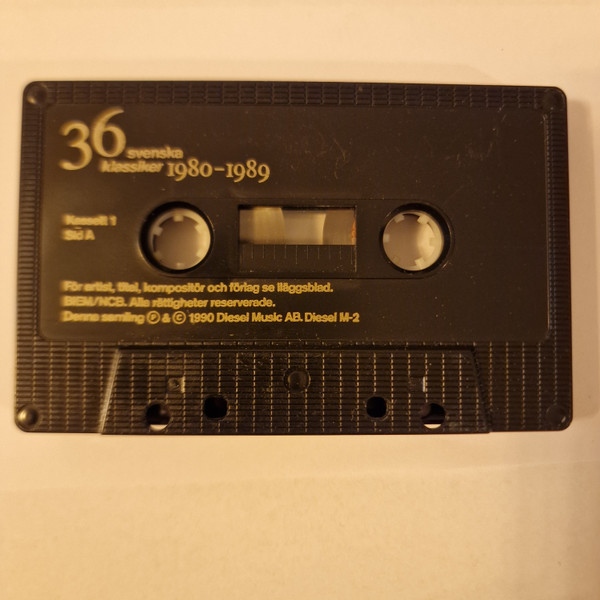 36 svenska
klassiker 1980–1989
Kassett 1
Sid A
För artist, titel, kompositör och förlag se iläggsblad.
BIEM/NCB. Alla rättigheter reserverade.
Denna samling Ⓟ & © 1990 Diesel Music AB. Diesel M-2